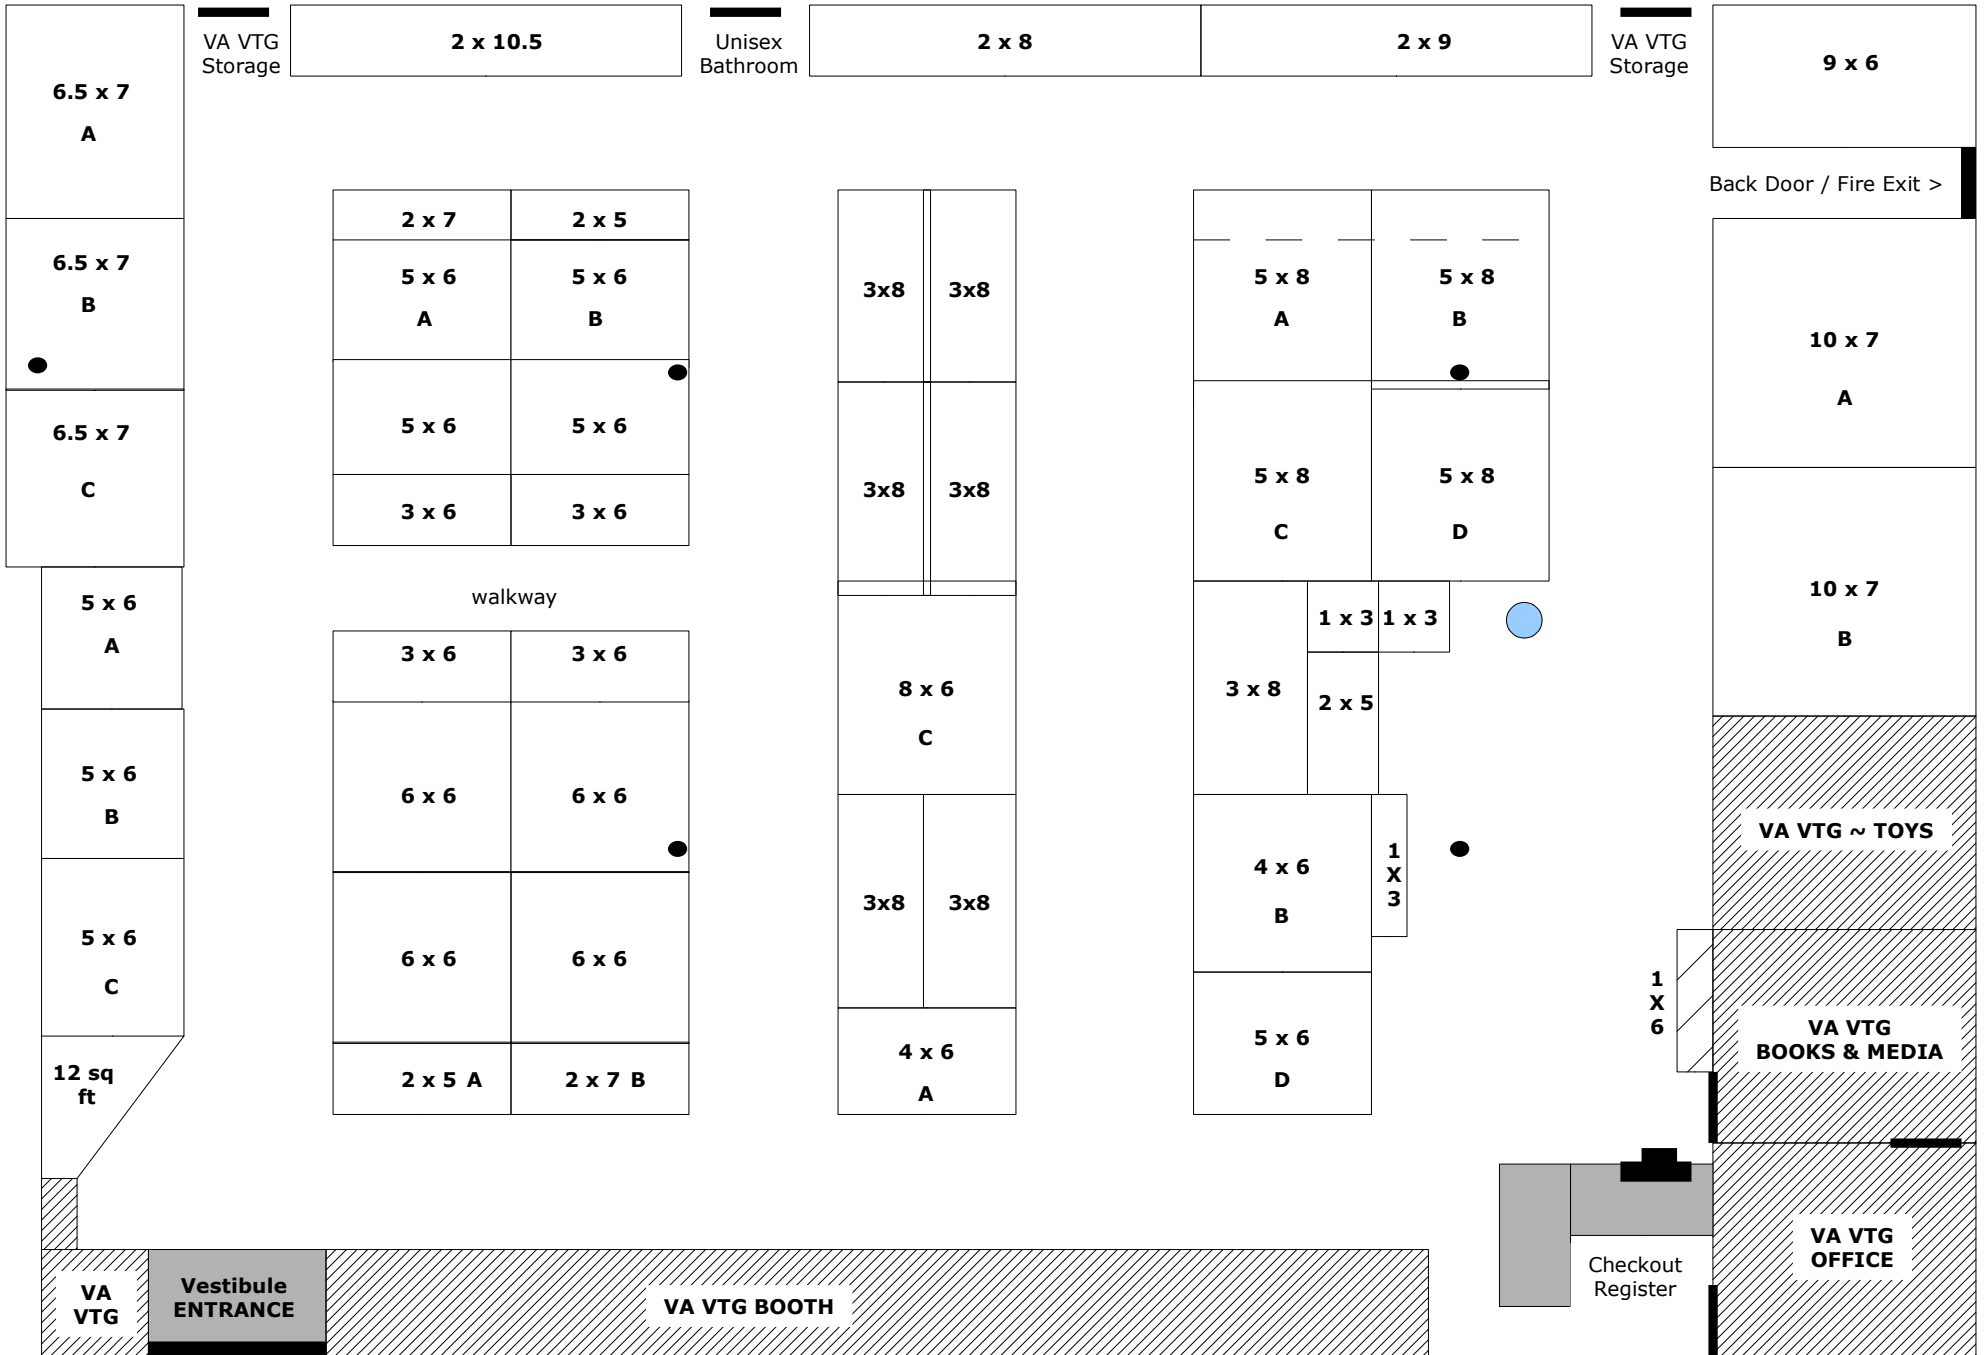 VA VTG
Storage
2 x 10.5
Unisex
Bathroom
2 x 8
2 x 9
VA VTG
Storage
9 x 6
6.5 x 7
A
Back Door / Fire Exit >
6.5 x 7
B
6.5 x 7
C
5 x 6
A
5 x 6
B
5 x 6
C
12 sq
ft
2 x 7
2 x 5
5 x 6
A
5 x 6
B
5 x 6
5 x 6
3 x 6
3 x 6
walkway
3 x 6
3 x 6
6 x 6
6 x 6
6 x 6
6 x 6
2 x 5 A
2 x 7 B
3x8
3x8
3x8
3x8
8 x 6
C
3x8
3x8
4 x 6
A
5 x 8
A
5 x 8
B
5 x 8
C
5 x 8
D
1 x 3
1 x 3
3 x 8
2 x 5
4 x 6
B
1
X
3
5 x 6
D
10 x 7
A
10 x 7
B
VA VTG ~ TOYS
1
X
6
VA VTG
BOOKS & MEDIA
VA VTG
OFFICE
Checkout
Register
VA
VTG
Vestibule
ENTRANCE
VA VTG BOOTH